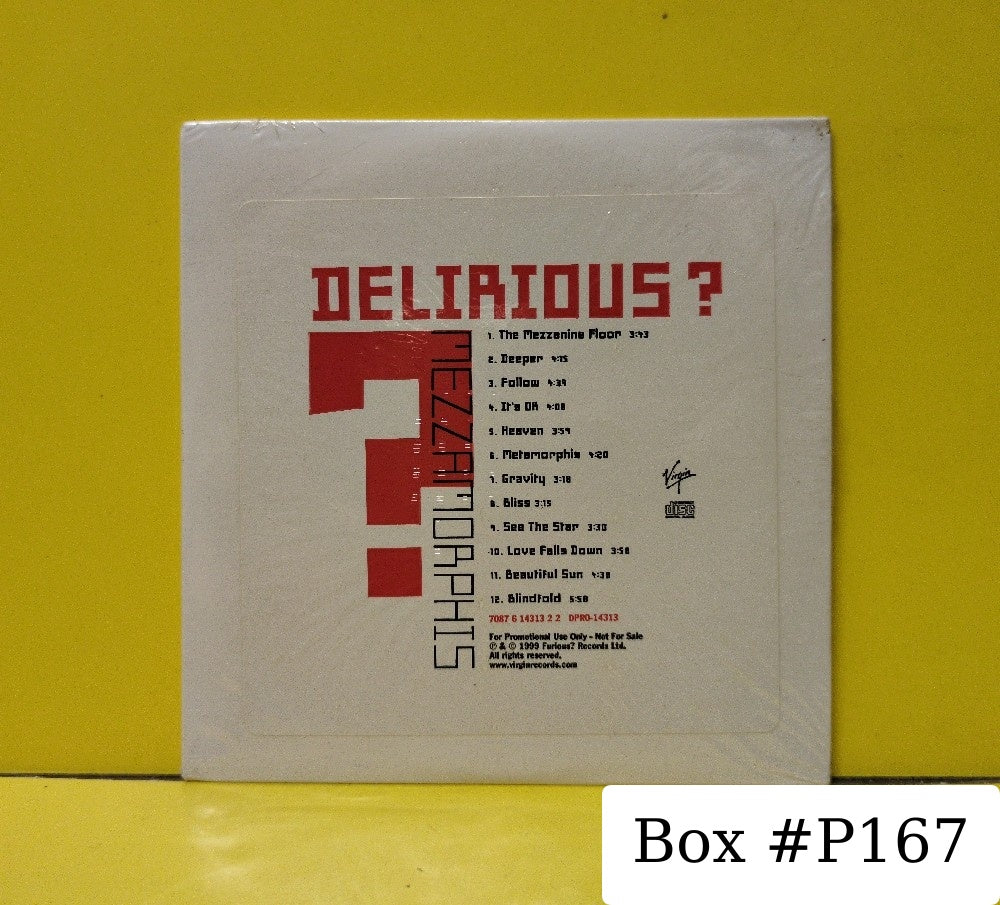 DELIRIOUS?
MEZZAMORPHIS
1. The Mezzanine Floor 3:43
2. Deeper 4:15
3. Follow 4:39
4. It's OK 4:08
5. Heaven 3:59
6. Metamorphis 4:20
7. Gravity 3:18
8. Bliss 3:15
9. See The Star 3:30
10. Love Falls Down 3:58
11. Beautiful Sun 4:38
12. Blindfold 5:58
7087 6 14313 2 2 DPRO-14313
For Promotional Use Only - Not For Sale
℗ & © 1999 Furious? Records Ltd.
All rights reserved.
www.virginrecords.com
Virgin
disc
Box #P167